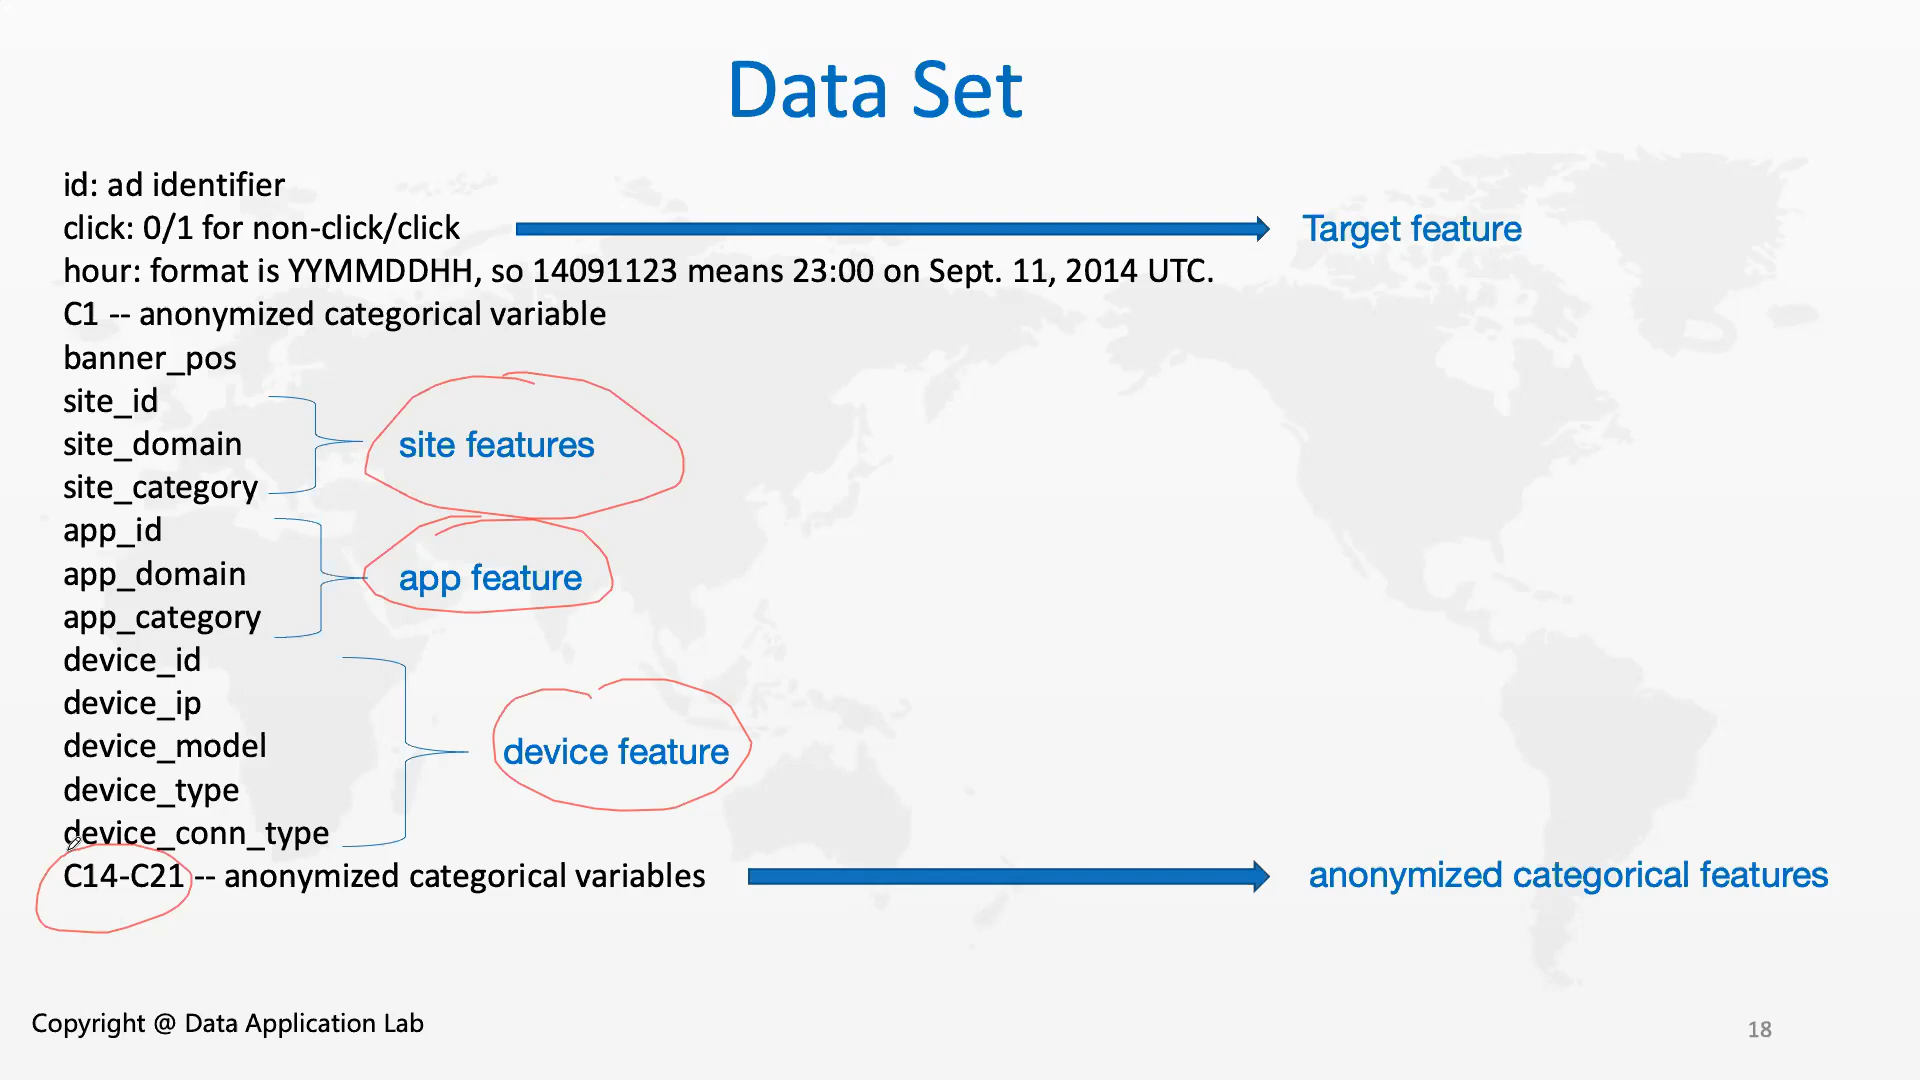 Data Set
id: ad identifier
click: 0/1 for non-click/click
Target feature
hour: format is YYMMDDHH, so 14091123 means 23:00 on Sept. 11, 2014 UTC.
C1 -- anonymized categorical variable
banner_pos
site_id
site_domain
site features
site_category
app_id
app_domain
app feature
app_category
device_id
device_ip
device_model
device feature
device_type
device_conn_type
C14-C21 -- anonymized categorical variables
anonymized categorical features
Copyright @ Data Application Lab
18